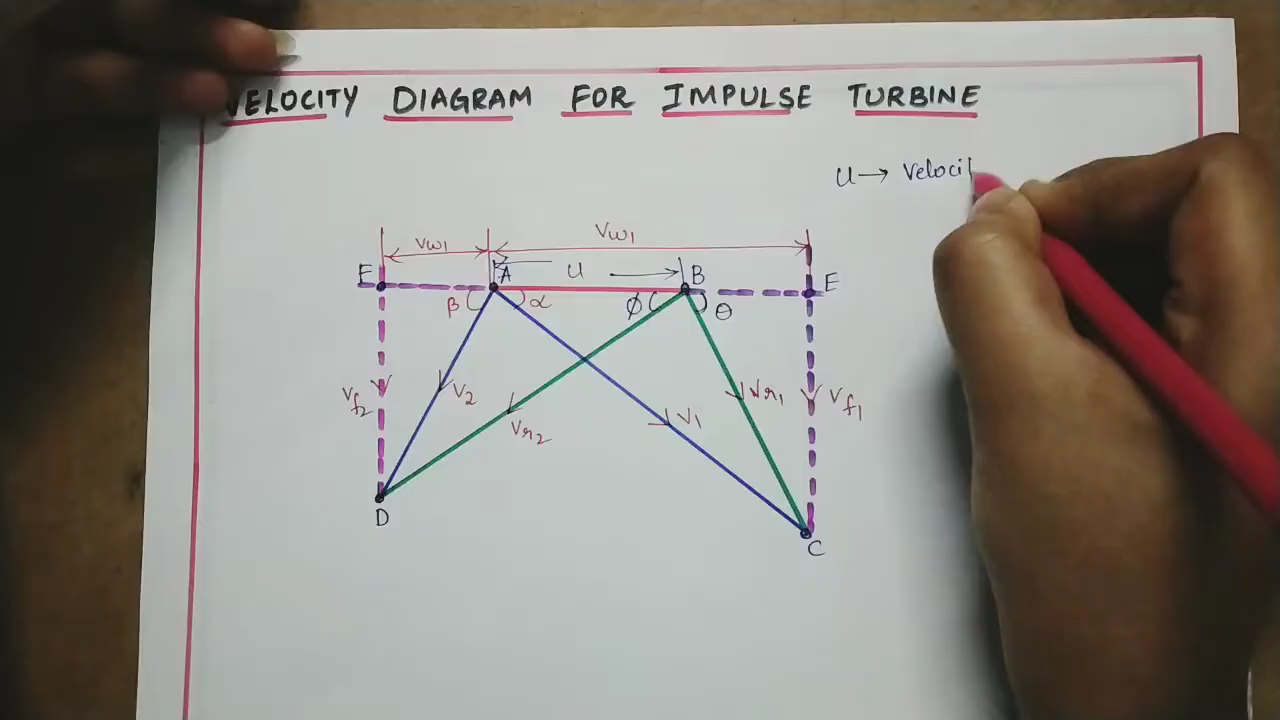 VELOCITY DIAGRAM FOR IMPULSE TURBINE
U → Veloci
Vw1 Vw1
E A U B E
β α φ θ
Vf2 V2 Vr2 V1 Vr1 Vf1
D
C